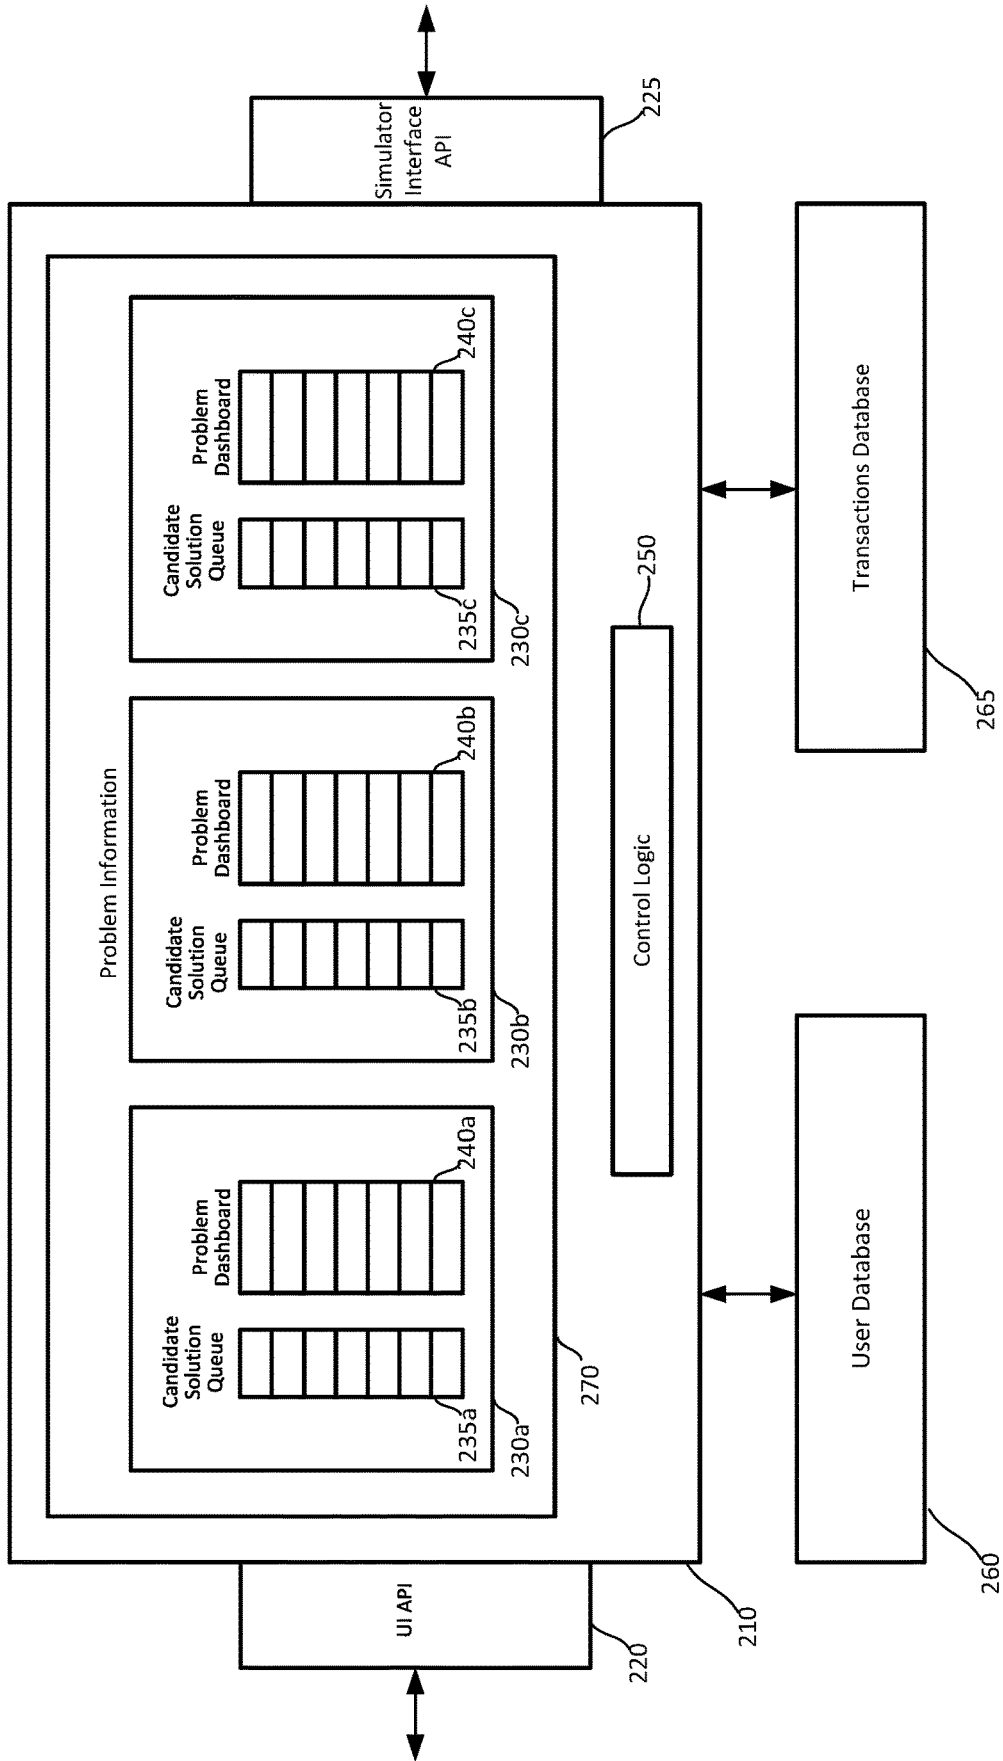 Problem Information
Candidate
Solution
Queue
Problem
Dashboard
235a
240a
230a
Candidate
Solution
Queue
Problem
Dashboard
235b
240b
230b
Candidate
Solution
Queue
Problem
Dashboard
235c
240c
230c
270
UI API
220
Simulator
Interface
API
225
Control Logic
250
210
User Database
260
Transactions Database
265